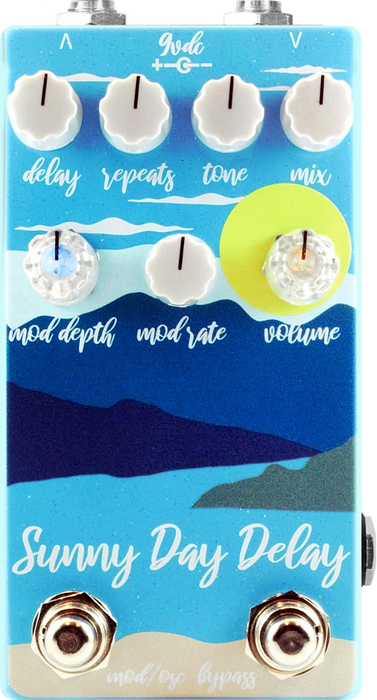 9vdc
delay repeats tone mix
mod depth mod rate volume
Sunny Day Delay
mod/osc bypass